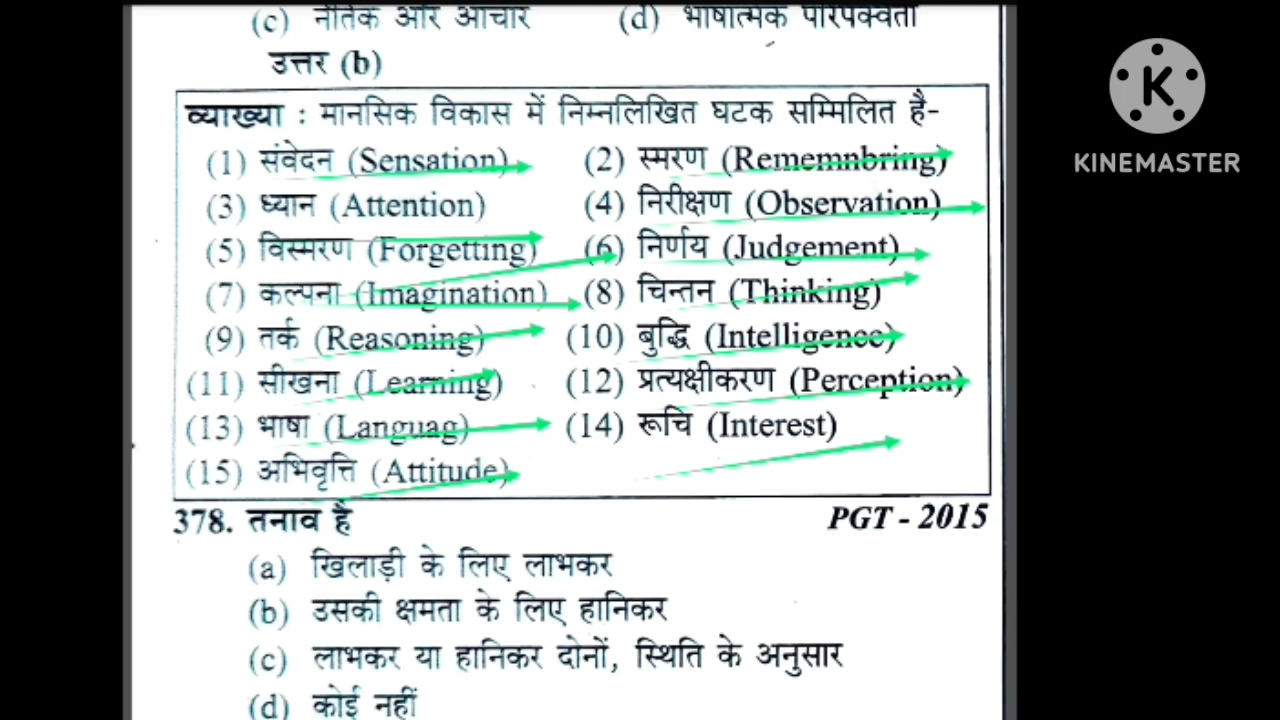 (c) नैतिक और आचार (d) भाषात्मक परिपक्वता
उत्तर (b)
व्याख्या : मानसिक विकास में निम्नलिखित घटक सम्मिलित है-
(1) संवेदन (Sensation) (2) स्मरण (Rememnbring)
(3) ध्यान (Attention) (4) निरीक्षण (Observation)
(5) विस्मरण (Forgetting) (6) निर्णय (Judgement)
(7) कल्पना (Imagination) (8) चिन्तन (Thinking)
(9) तर्क (Reasoning) (10) बुद्धि (Intelligence)
(11) सीखना (Learning) (12) प्रत्यक्षीकरण (Perception)
(13) भाषा (Languag) (14) रूचि (Interest)
(15) अभिवृत्ति (Attitude)
378. तनाव है PGT - 2015
(a) खिलाड़ी के लिए लाभकर
(b) उसकी क्षमता के लिए हानिकर
(c) लाभकर या हानिकर दोनों, स्थिति के अनुसार
(d) कोई नहीं
K
KINEMASTER